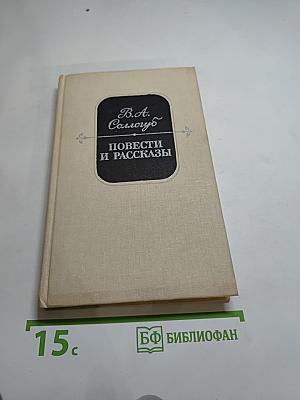 В.А.
Соллогуб
ПОВЕСТИ
И РАССКАЗЫ
15с
БФ БИБЛИОФАН